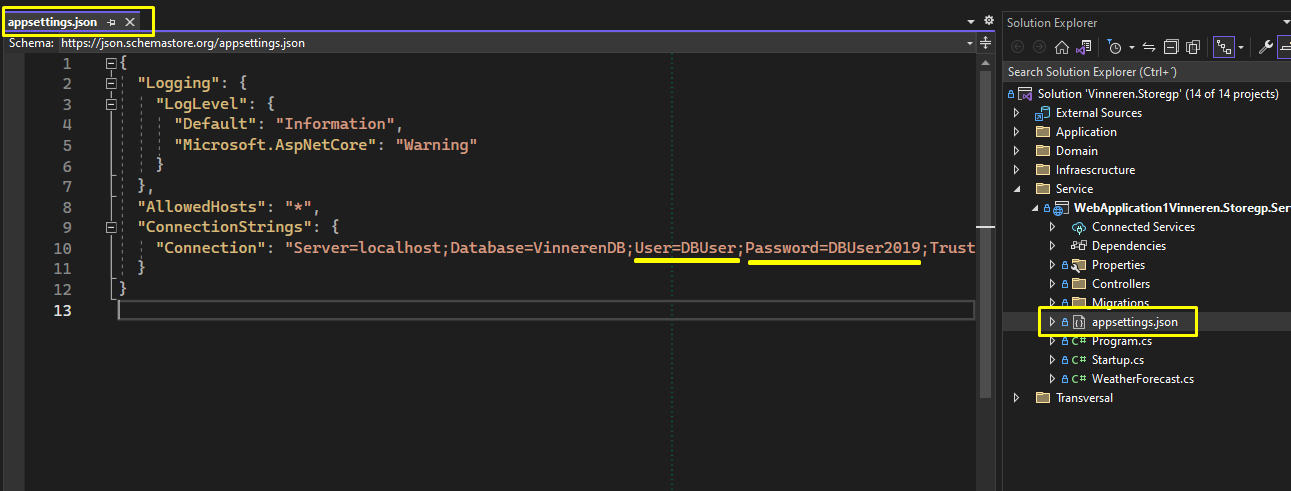 appsettings.json
Schema: https://json.schemastore.org/appsettings.json
1 {
2 "Logging": {
3 "LogLevel": {
4 "Default": "Information",
5 "Microsoft.AspNetCore": "Warning"
6 }
7 },
8 "AllowedHosts": "*",
9 "ConnectionStrings": {
10 "Connection": "Server=localhost;Database=VinnerenDB;User=DBUser;Password=DBUser2019;Trust
11 }
12 }
13
Solution Explorer
Search Solution Explorer (Ctrl+´)
Solution 'Vinneren.Storegp' (14 of 14 projects)
External Sources
Application
Domain
Infraescructure
Service
WebApplication1Vinneren.Storegp.Ser
Connected Services
Dependencies
Properties
Controllers
Migrations
appsettings.json
C# Program.cs
C# Startup.cs
C# WeatherForecast.cs
Transversal